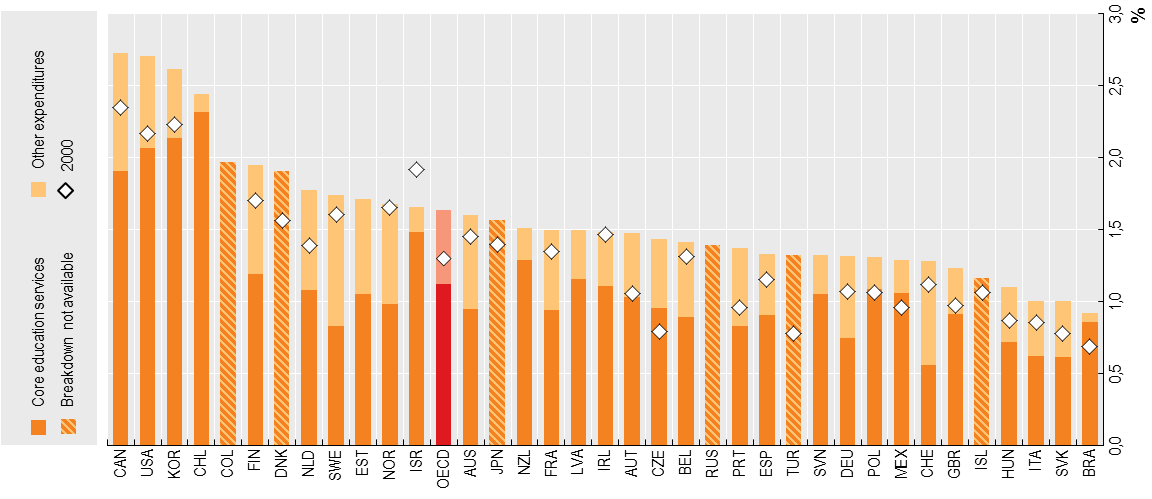 Core education services
Other expenditures
Breakdown  not available
2000
CAN
USA
KOR
CHL
COL
FIN
DNK
NLD
SWE
EST
NOR
ISR
OECD
AUS
JPN
NZL
FRA
LVA
IRL
AUT
CZE
BEL
RUS
PRT
ESP
TUR
SVN
DEU
POL
MEX
CHE
GBR
ISL
HUN
ITA
SVK
BRA
0,0
0,5
1,0
1,5
2,0
2,5
3,0
%